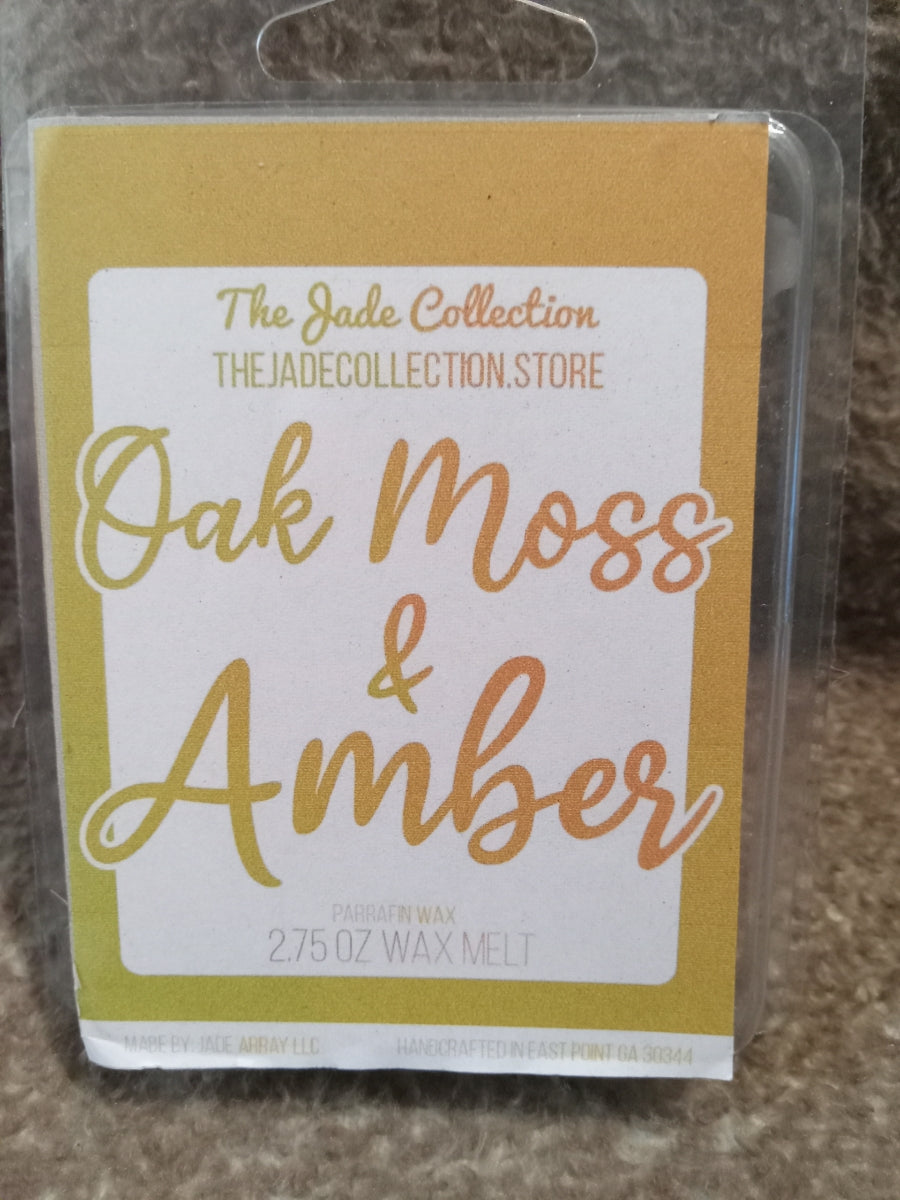 The Jade Collection
THEJADECOLLECTION.STORE
Oak Moss
&
Amber
PARRAFIN WAX
2.75 OZ WAX MELT
MADE BY: JADE ARRAY LLC HANDCRAFTED IN EAST POINT GA 30344